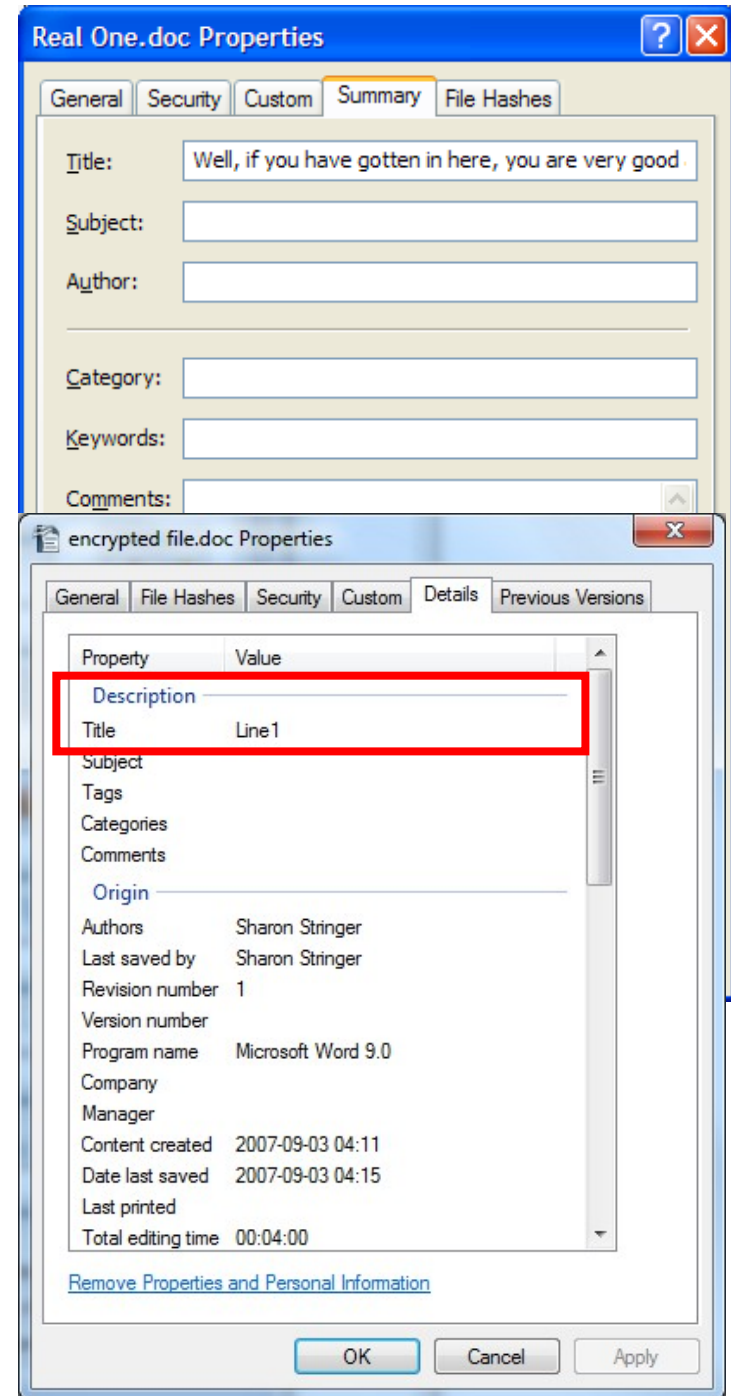 Real One.doc Properties
General Security Custom Summary File Hashes
Title: Well, if you have gotten in here, you are very good
Subject:
Author:
Category:
Keywords:
Comments:
encrypted file.doc Properties
General File Hashes Security Custom Details Previous Versions
Property Value
Description
Title Line1
Subject
Tags
Categories
Comments
Origin
Authors Sharon Stringer
Last saved by Sharon Stringer
Revision number 1
Version number
Program name Microsoft Word 9.0
Company
Manager
Content created 2007-09-03 04:11
Date last saved 2007-09-03 04:15
Last printed
Total editing time 00:04:00
Remove Properties and Personal Information
OK Cancel Apply